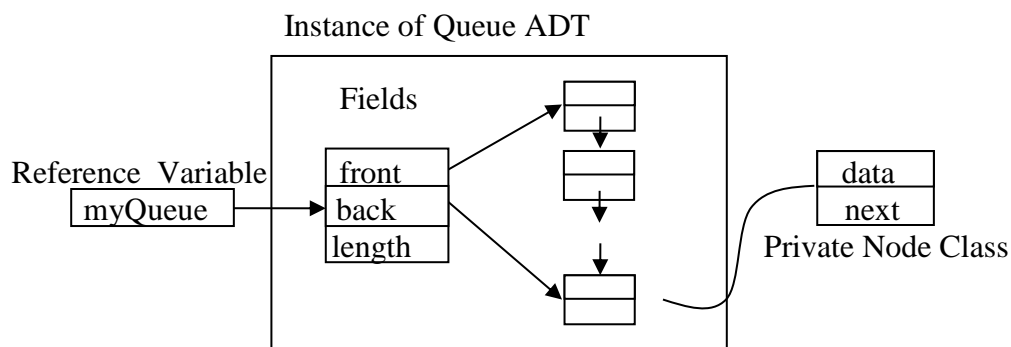 Instance of Queue ADT
Fields
Reference Variable
myQueue
front
back
length
data
next
Private Node Class